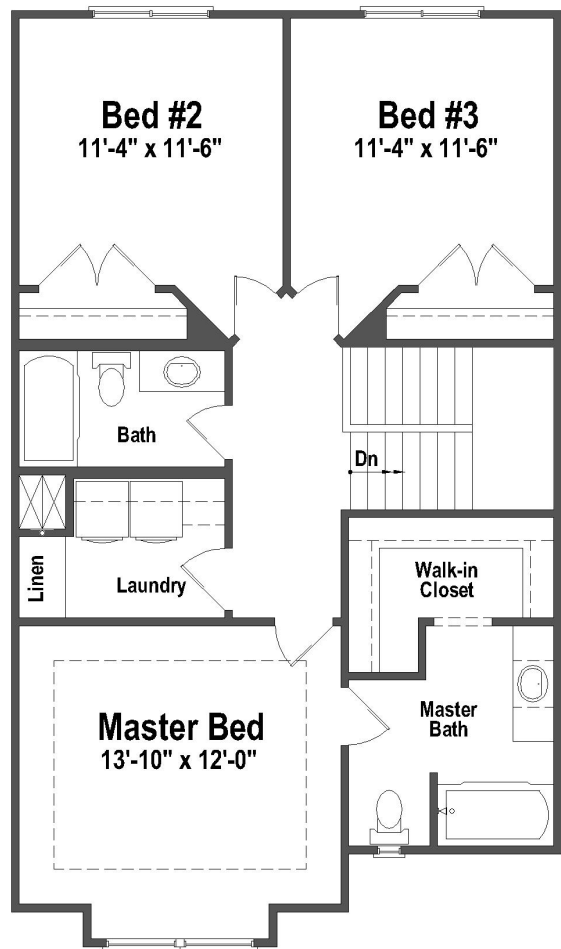 Bed #2
11'-4" x 11'-6"
Bed #3
11'-4" x 11'-6"
Bath
Dn
Linen
Laundry
Walk-in
Closet
Master Bed
13'-10" x 12'-0"
Master
Bath